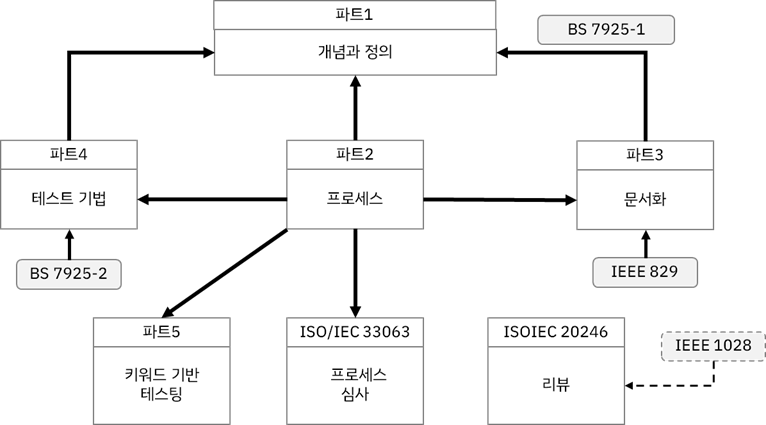 파트1
개념과 정의
BS 7925-1
파트4
테스트 기법
파트2
프로세스
파트3
문서화
BS 7925-2
IEEE 829
파트5
키워드 기반
테스팅
ISO/IEC 33063
프로세스
심사
ISOIEC 20246
리뷰
IEEE 1028